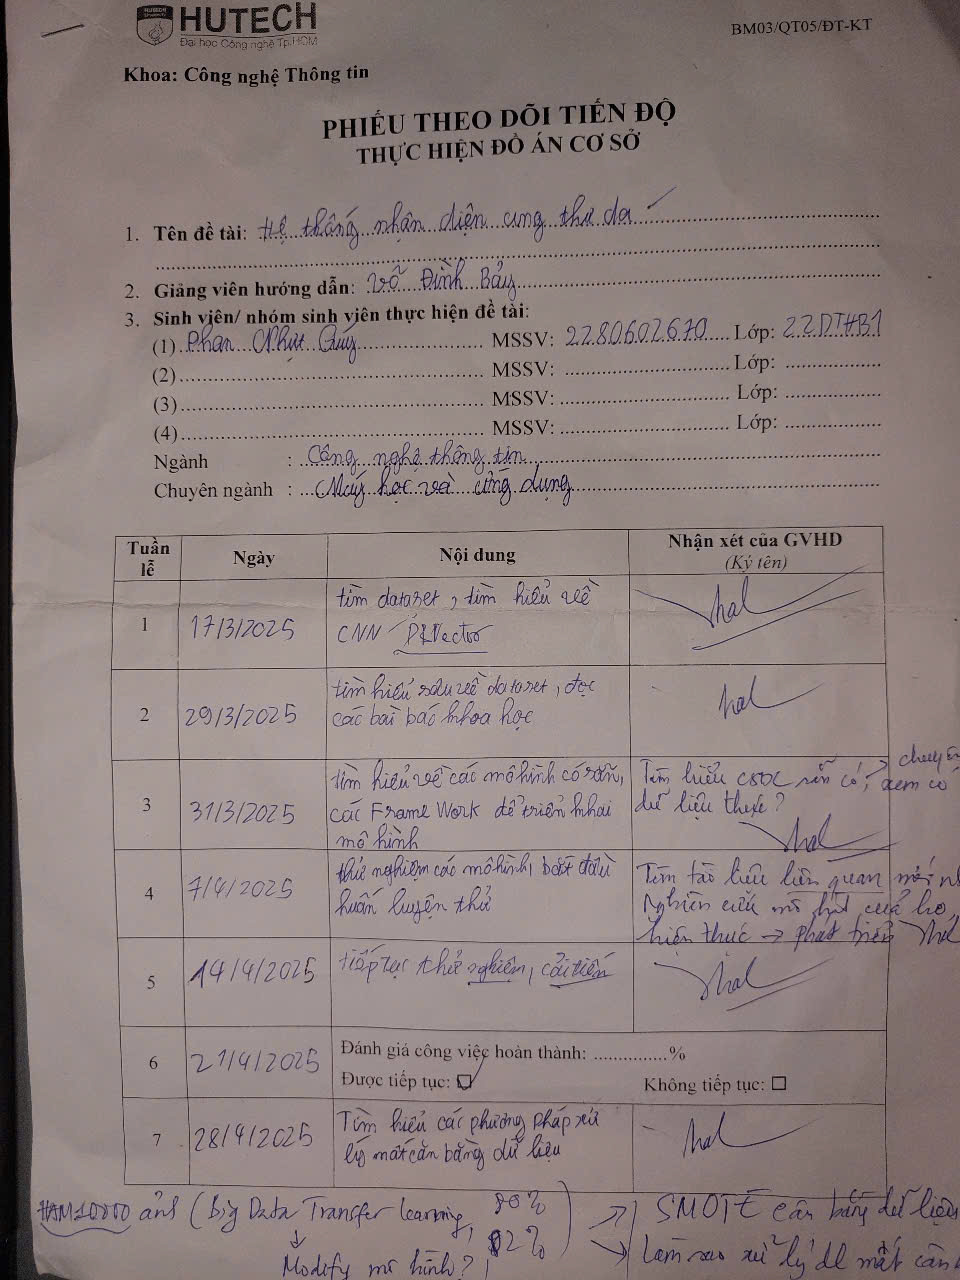 HUTECH
Đại học Công nghệ Tp.HCM
BM03/QT05/ĐT-KT
Khoa: Công nghệ Thông tin
PHIẾU THEO DÕI TIẾN ĐỘ
THỰC HIỆN ĐỒ ÁN CƠ SỞ
1. Tên đề tài: Hệ thống nhận diện ung thư da
2. Giảng viên hướng dẫn: Võ Đình Bảy
3. Sinh viên/ nhóm sinh viên thực hiện đề tài:
(1) Phan Như Quý MSSV: 2280602670 Lớp: 22DTHB1
(2) MSSV: Lớp:
(3) MSSV: Lớp:
(4) MSSV: Lớp:
Ngành : Công nghệ thông tin
Chuyên ngành : Máy học và ứng dụng
Tuần lễ Ngày Nội dung Nhận xét của GVHD
(Ký tên)
1 17/3/2025 tìm dataset, tìm hiểu về
CNN
2 29/3/2025 tìm hiểu sâu về dataset, đọc
các bài báo khoa học
3 31/3/2025 tìm hiểu về các mô hình có sẵn, Tìm hiểu CSDL sẵn có, xem có
các Frame Work để triển khai dữ liệu
mô hình
4 7/4/2025 thử nghiệm các mô hình, bắt đầu Tìm tài liệu liên quan mới
huấn luyện thử Nghiên cứu mô hình của họ,
hiện thực → phát triển
5 14/4/2025 tiếp tục thử nghiệm, cải tiến
6 21/4/2025 Đánh giá công việc hoàn thành: ................%
Được tiếp tục: ☑ Không tiếp tục: ☐
7 28/4/2025 Tìm hiểu các phương pháp xử
lý mất cân bằng dữ liệu
HAM10000 ảnh (Big Data Transfer learning, 80% → SMOTE cân bằng dữ liệu
Modify mô hình? 82% → làm sao xử lý DL mất cân